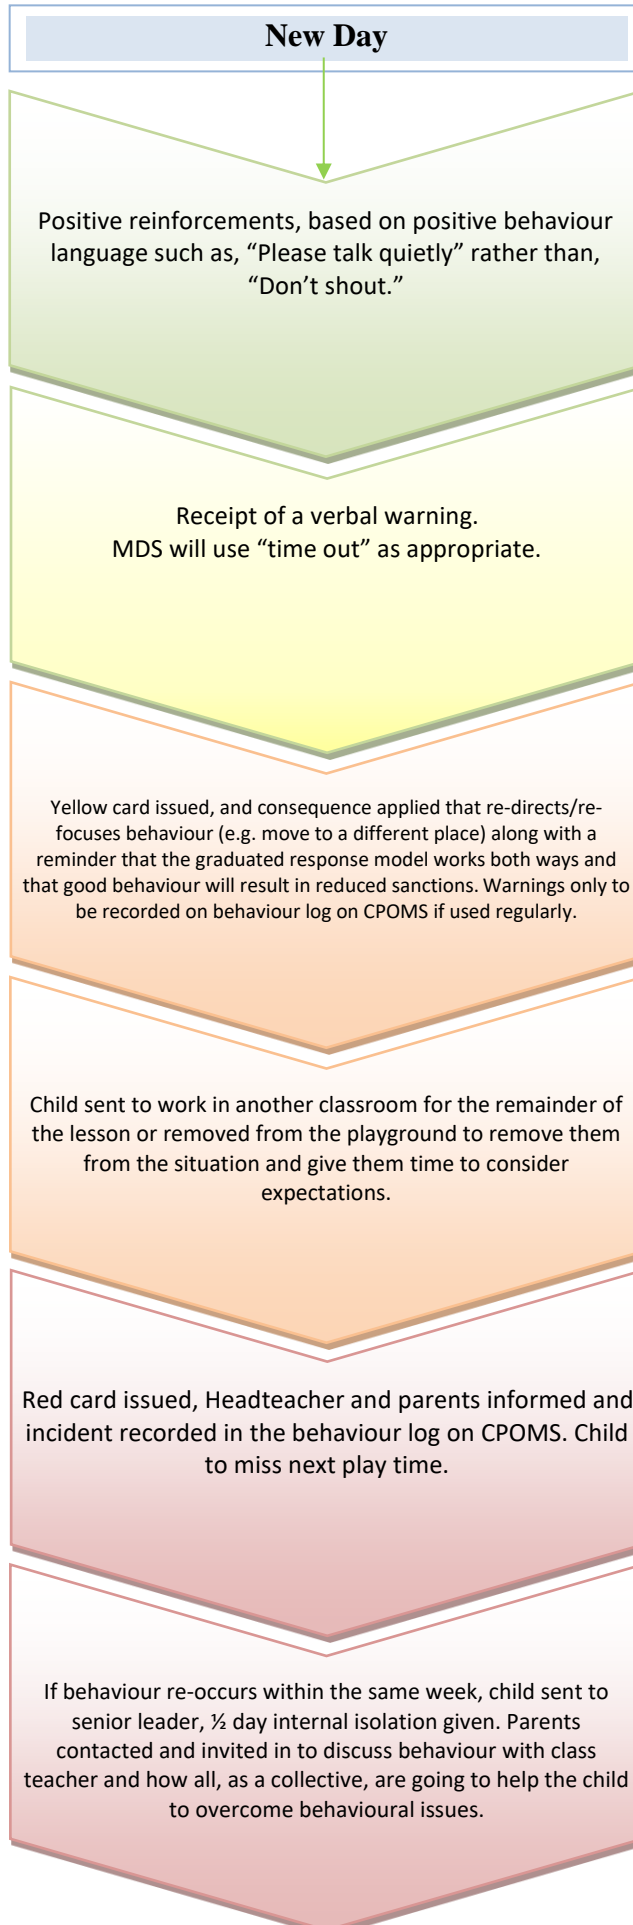 New Day
Positive reinforcements, based on positive behaviour
language such as, “Please talk quietly” rather than,
“Don’t shout.”
Receipt of a verbal warning.
MDS will use “time out” as appropriate.
Yellow card issued, and consequence applied that re-directs/re-
focuses behaviour (e.g. move to a different place) along with a
reminder that the graduated response model works both ways and
that good behaviour will result in reduced sanctions. Warnings only to
be recorded on behaviour log on CPOMS if used regularly.
Child sent to work in another classroom for the remainder of
the lesson or removed from the playground to remove them
from the situation and give them time to consider
expectations.
Red card issued, Headteacher and parents informed and
incident recorded in the behaviour log on CPOMS. Child
to miss next play time.
If behaviour re-occurs within the same week, child sent to
senior leader, ½ day internal isolation given. Parents
contacted and invited in to discuss behaviour with class
teacher and how all, as a collective, are going to help the child
to overcome behavioural issues.